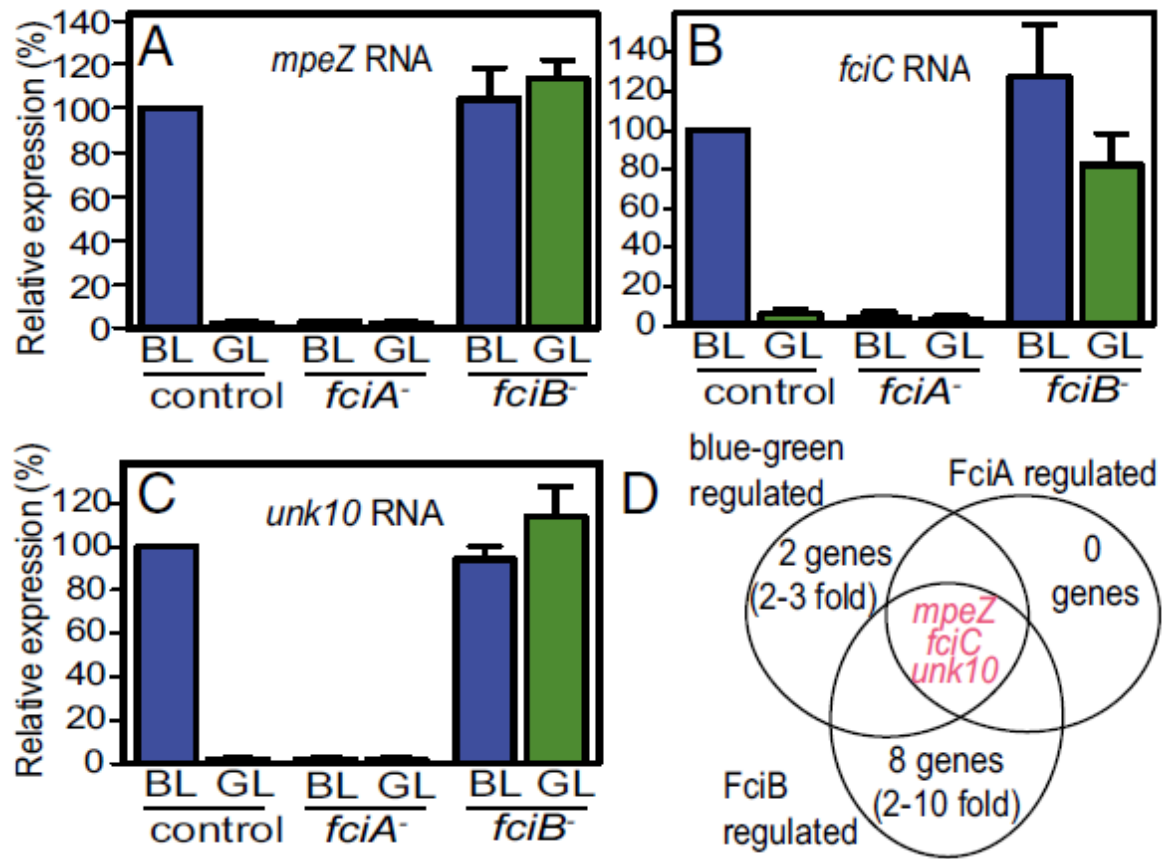 Relative expression (%)
140
120
100
80
60
40
20
0
A
mpeZ RNA
BL GL BL GL BL GL
control fciA- fciB-
140
120
100
80
60
40
20
0
B
fciC RNA
BL GL BL GL BL GL
control fciA- fciB-
Relative expression (%)
120
100
80
60
40
20
0
C
unk10 RNA
BL GL BL GL BL GL
control fciA- fciB-
D
blue-green
regulated
FciA regulated
2 genes
(2-3 fold)
0
genes
mpeZ
fciC
unk10
8 genes
(2-10 fold)
FciB
regulated